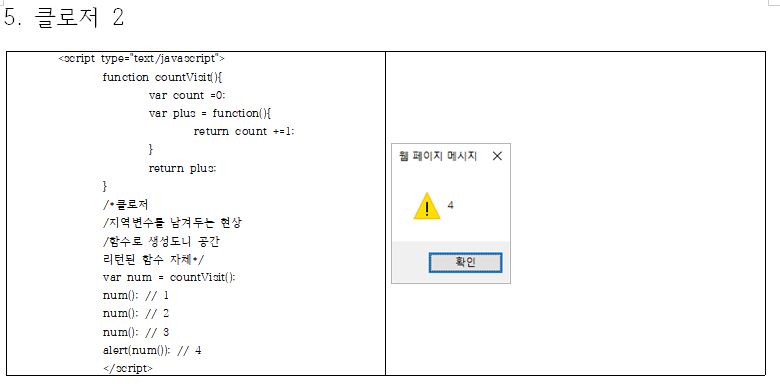 5. 클로저 2
<script type="text/javascript">
function countVisit(){
var count =0;
var plus = function(){
return count +=1;
}
return plus;
}
/*클로저
/지역변수를 남겨두는 현상
/함수로 생성도니 공간
리턴된 함수 자체*/
var num = countVisit();
num(); // 1
num(); // 2
num(); // 3
alert(num()); // 4
</script>
웹 페이지 메시지
4
확인